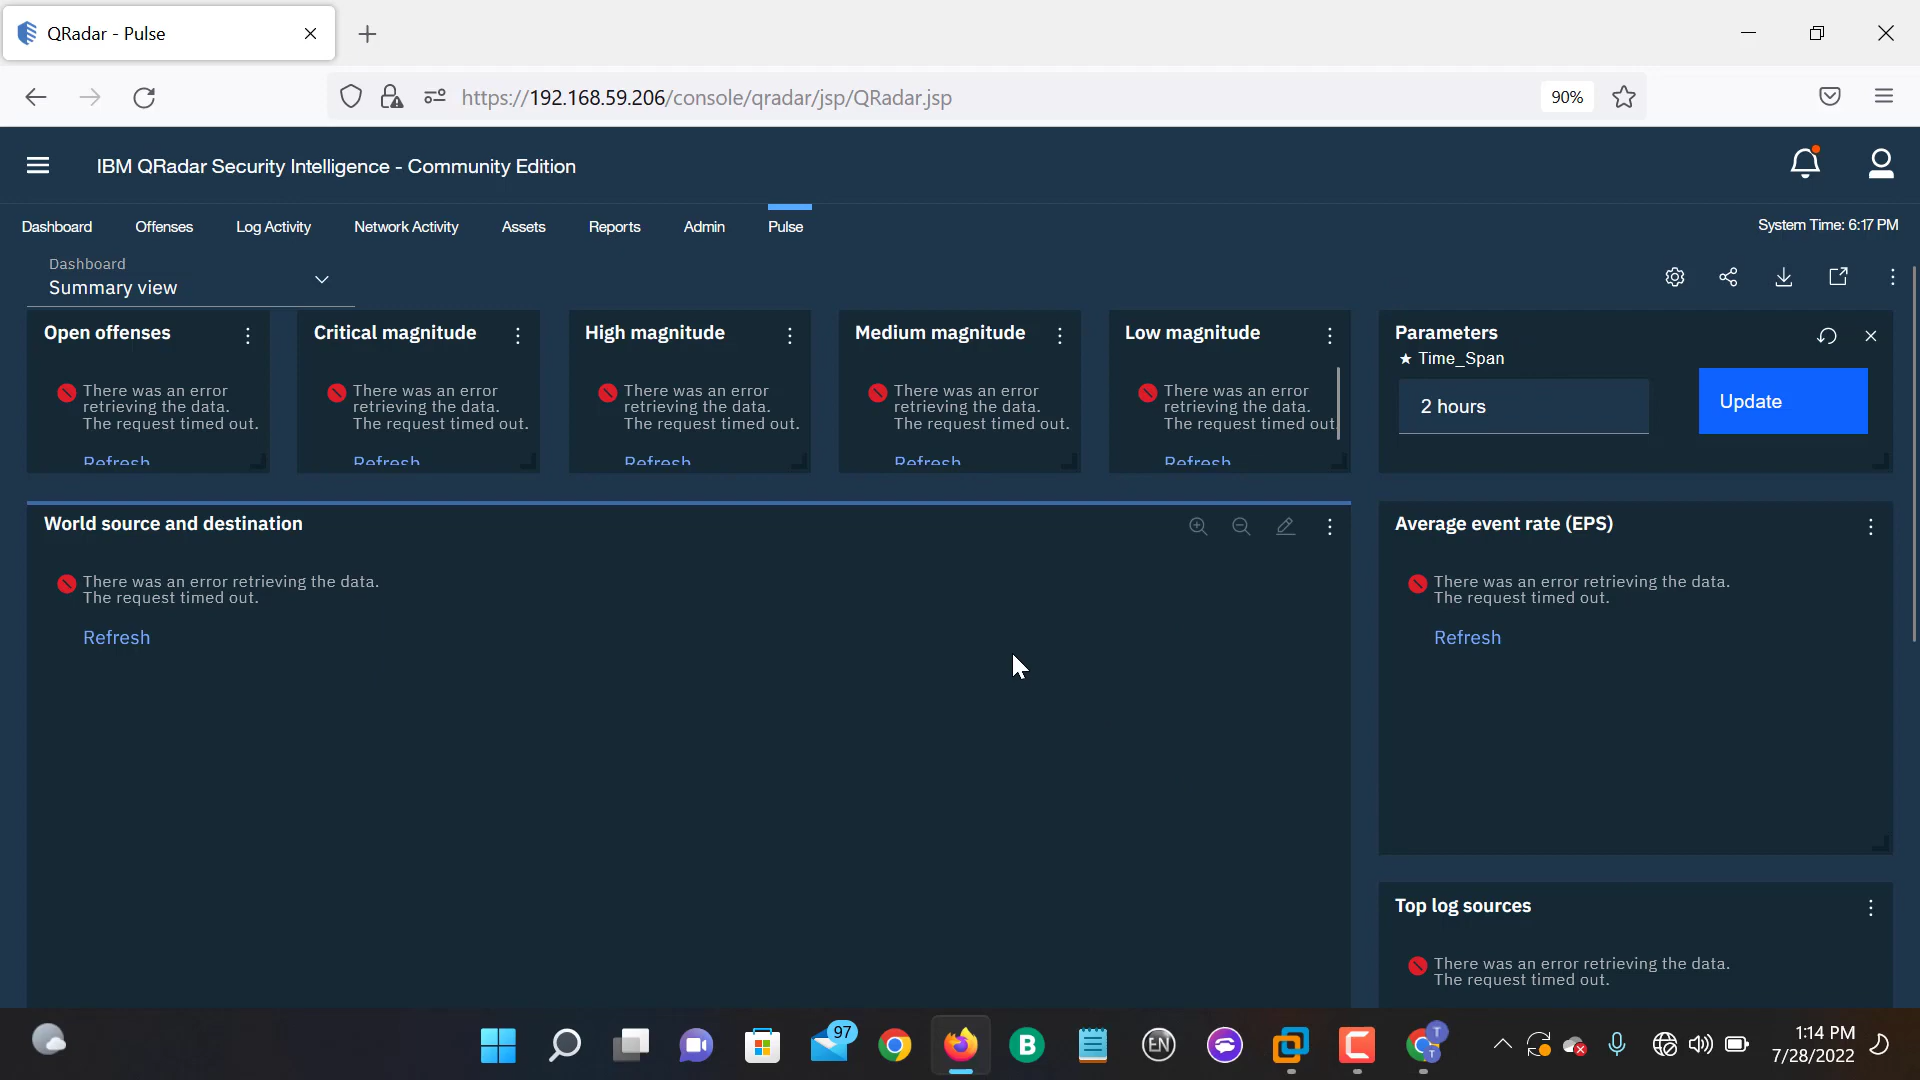 QRadar - Pulse
https://192.168.59.206/console/qradar/jsp/QRadar.jsp
90%
IBM QRadar Security Intelligence - Community Edition
Dashboard
Offenses
Log Activity
Network Activity
Assets
Reports
Admin
Pulse
System Time: 6:17 PM
Dashboard
Summary view
Open offenses
There was an error
retrieving the data.
The request timed out.
Refresh
Critical magnitude
There was an error
retrieving the data.
The request timed out.
Refresh
High magnitude
There was an error
retrieving the data.
The request timed out.
Refresh
Medium magnitude
There was an error
retrieving the data.
The request timed out.
Refresh
Low magnitude
There was an error
retrieving the data.
The request timed out.
Refresh
Parameters
★ Time_Span
2 hours
Update
World source and destination
There was an error retrieving the data.
The request timed out.
Refresh
Average event rate (EPS)
There was an error retrieving the data.
The request timed out.
Refresh
Top log sources
There was an error retrieving the data.
The request timed out.
97
B
EN
T
T
1:14 PM
7/28/2022